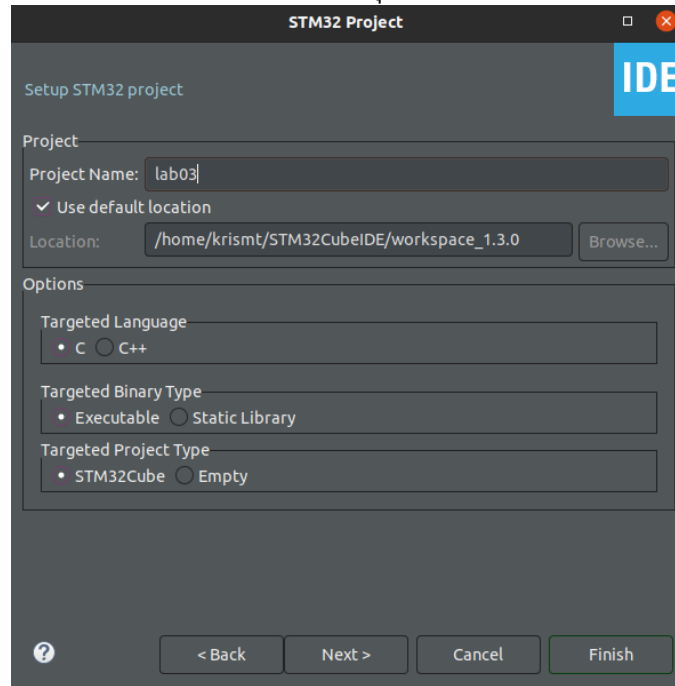 STM32 Project
IDE
Setup STM32 project
Project
Project Name: lab03
Use default location
Location: /home/krismt/STM32CubeIDE/workspace_1.3.0 Browse...
Options
Targeted Language
C C++
Targeted Binary Type
Executable Static Library
Targeted Project Type
STM32Cube Empty
? < Back Next > Cancel Finish